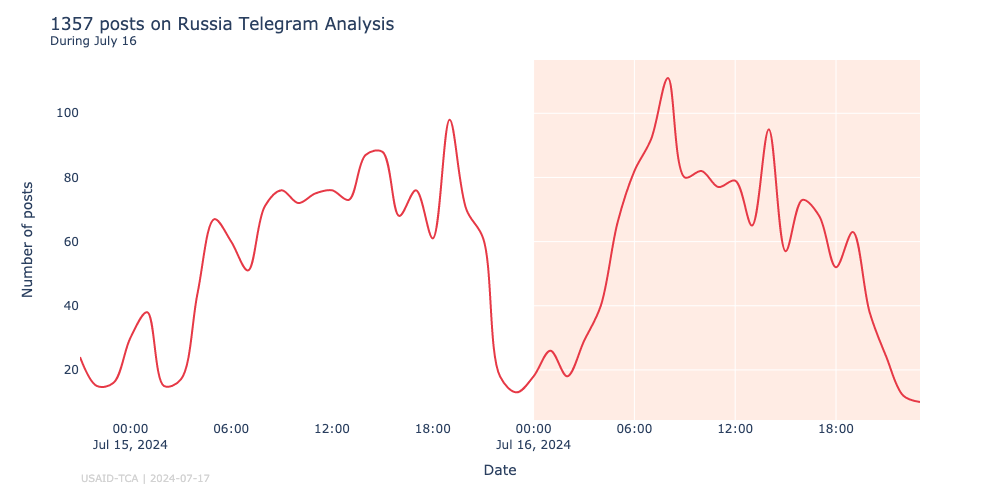 1357 posts on Russia Telegram Analysis
During July 16
Number of posts
100
80
60
40
20
00:00 06:00 12:00 18:00 00:00 06:00 12:00 18:00
Jul 15, 2024 Jul 16, 2024
Date
USAID-TCA | 2024-07-17